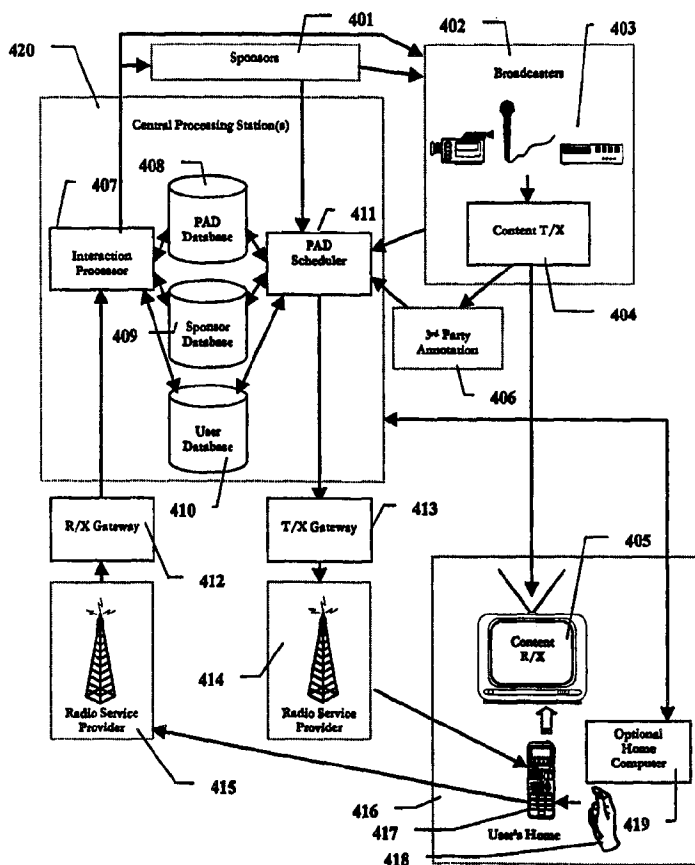 401
402
403
420
Sponsors
Broadcasters
Central Processing Station(s)
407
408
411
PAD
Database
PAD
Scheduler
Interaction
Processor
Content T/X
404
409
Sponsor
Database
3rd Party
Annotation
406
User
Database
410
R/X Gateway
412
T/X Gateway
413
405
Content
R/X
414
Radio Service
Provider
415
Radio Service
Provider
Optional
Home
Computer
416
417
User's Home
419
418